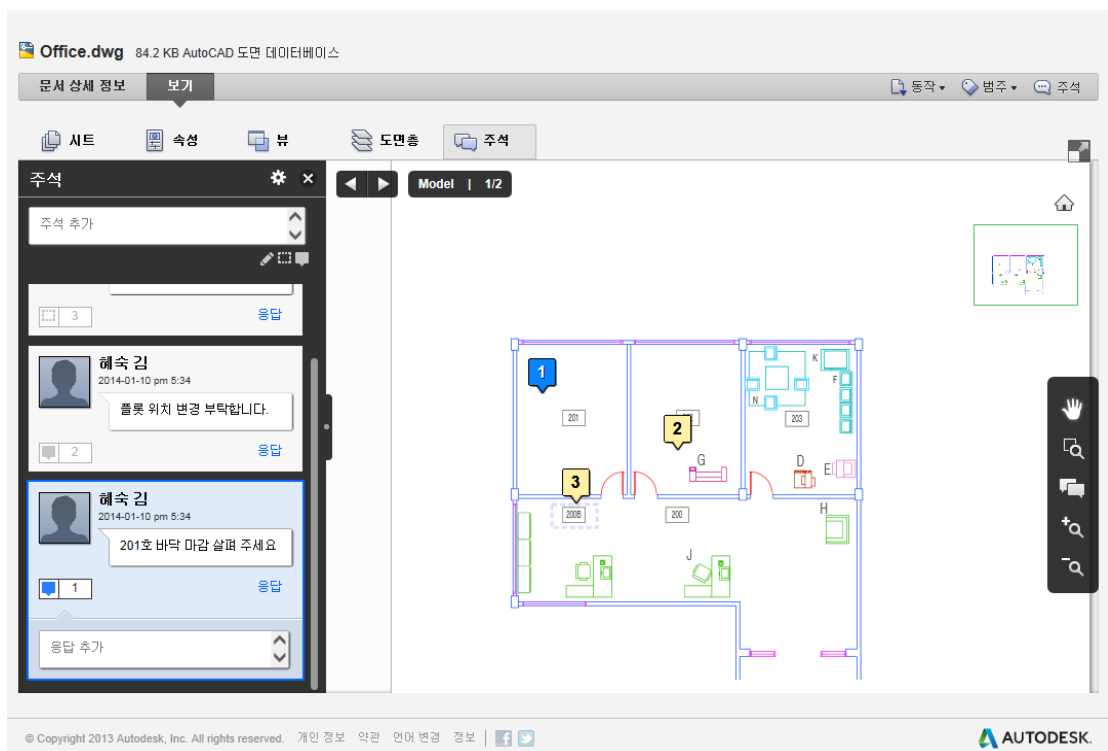 Office.dwg 84.2 KB AutoCAD 도면 데이터베이스
문서 상세 정보 보기 동작 범주 주석
시트 속성 뷰 도면층 주석
주석
Model | 1/2
주석 추가
3 응답
혜숙 김
2014-01-10 pm 5:34
플롯 위치 변경 부탁합니다.
2 응답
혜숙 김
2014-01-10 pm 5:34
201호 바닥 마감 살펴 주세요
1 응답
응답 추가
1
K
F
N
201
2
203
G
D
E
3
200B
200
H
J
© Copyright 2013 Autodesk, Inc. All rights reserved. 개인 정보 약관 언어 변경 정보 |
AUTODESK.